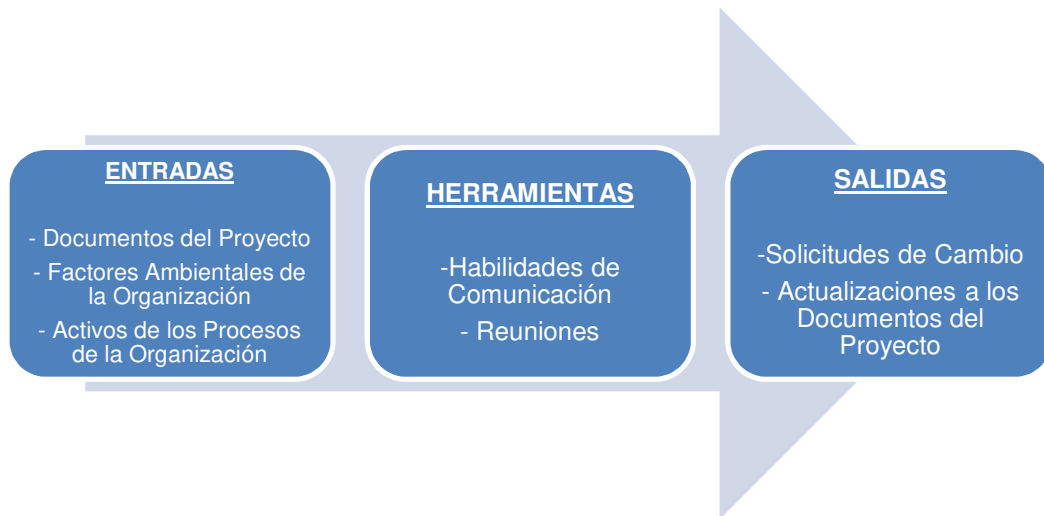 ENTRADAS
- Documentos del Proyecto
- Factores Ambientales de
la Organización
- Activos de los Procesos
de la Organización
HERRAMIENTAS
-Habilidades de
Comunicación
- Reuniones
SALIDAS
-Solicitudes de Cambio
- Actualizaciones a los
Documentos del
Proyecto